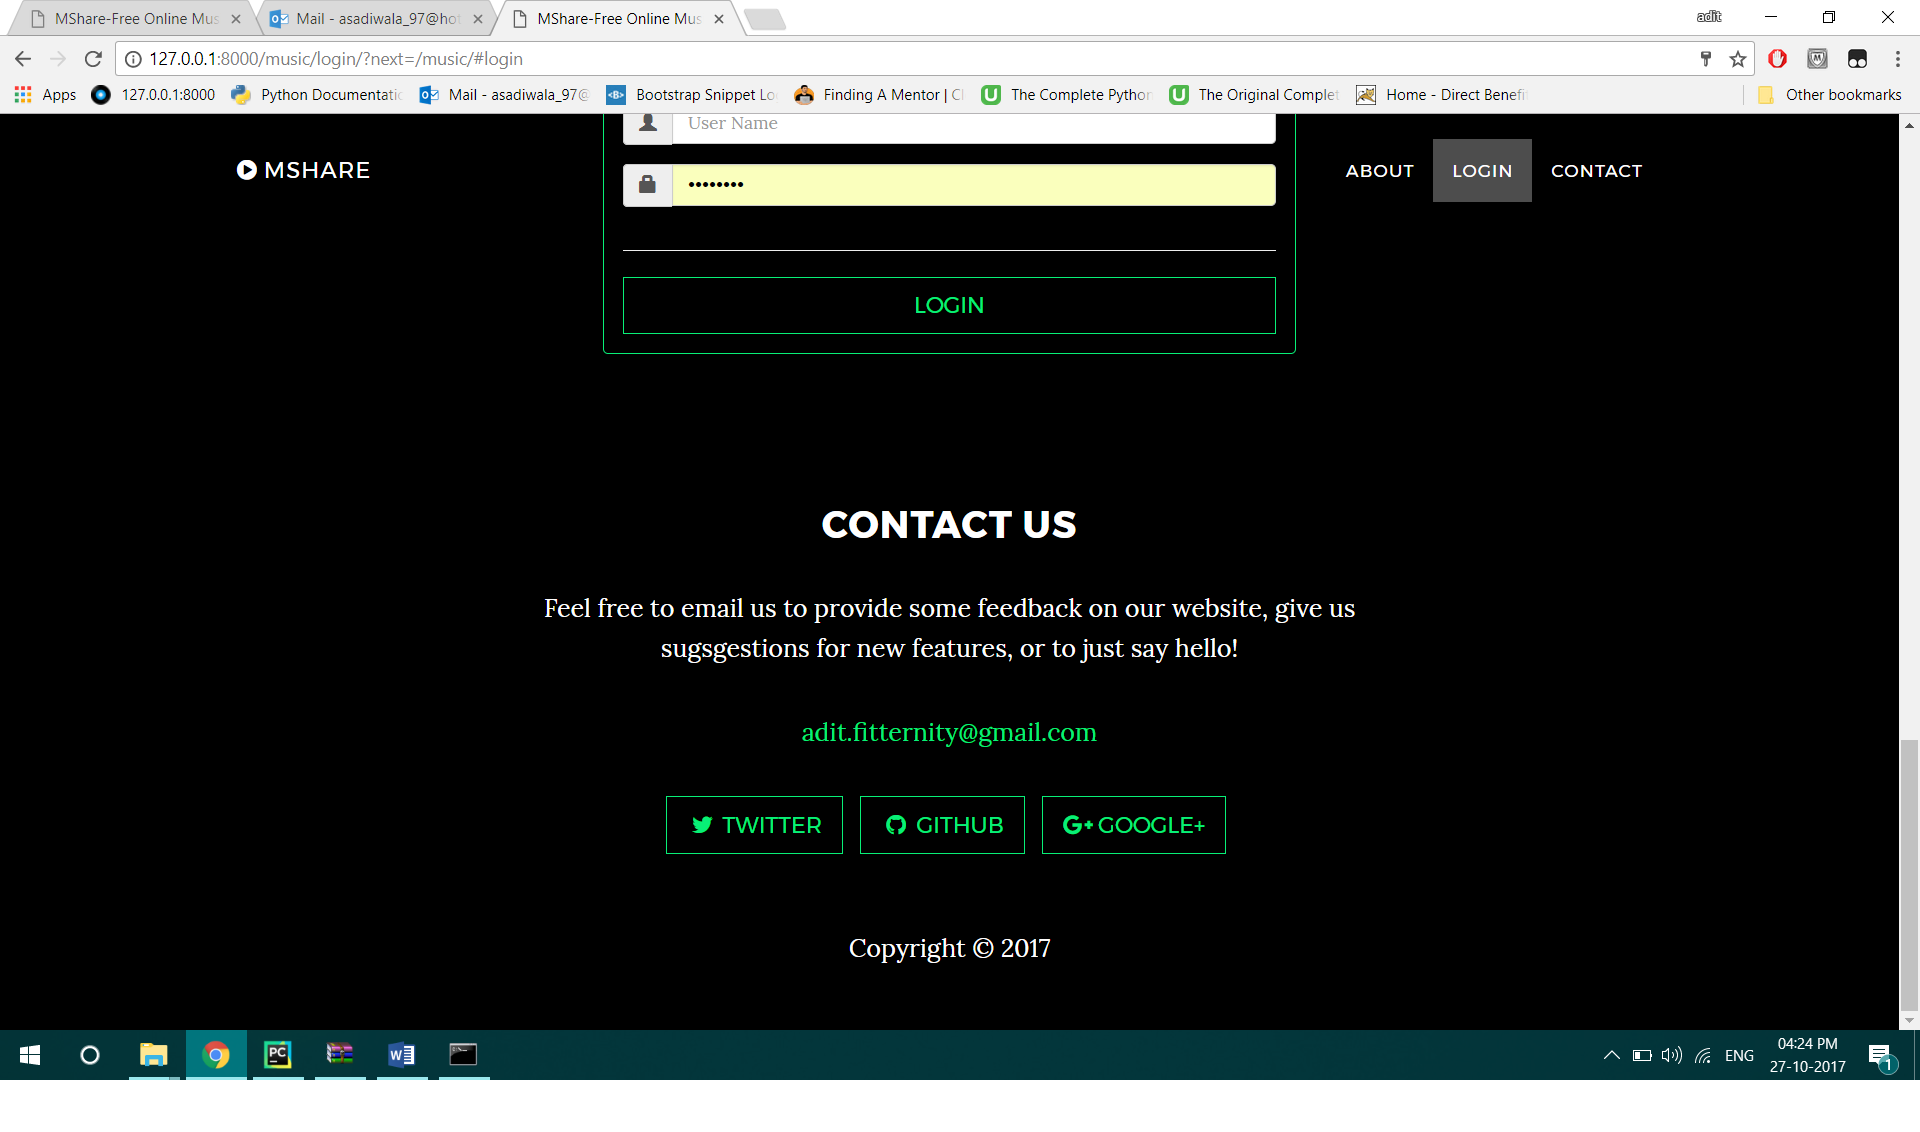 MShare-Free Online Mus
Mail - asadiwala_97@hot
MShare-Free Online Mus
adit
127.0.0.1:8000/music/login/?next=/music/#login
Apps
127.0.0.1:8000
Python Documentatic
Mail - asadiwala_97@
Bootstrap Snippet Lo
Finding A Mentor | C
The Complete Python
The Original Complet
Home - Direct Benefi
Other bookmarks
User Name
MSHARE
ABOUT
LOGIN
CONTACT
••••••••
LOGIN
CONTACT US
Feel free to email us to provide some feedback on our website, give us
sugsgestions for new features, or to just say hello!
adit.fitternity@gmail.com
TWITTER
GITHUB
G+ GOOGLE+
Copyright © 2017
ENG
04:24 PM
27-10-2017
1